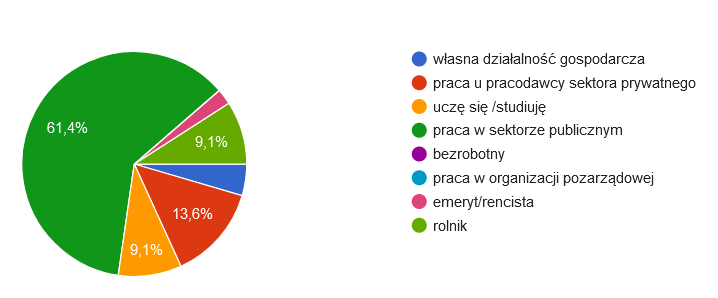 własna działalność gospodarcza
praca u pracodawcy sektora prywatnego
uczę się /studiuję
praca w sektorze publicznym
bezrobotny
praca w organizacji pozarządowej
emeryt/rencista
rolnik
61,4%
9,1%
13,6%
9,1%